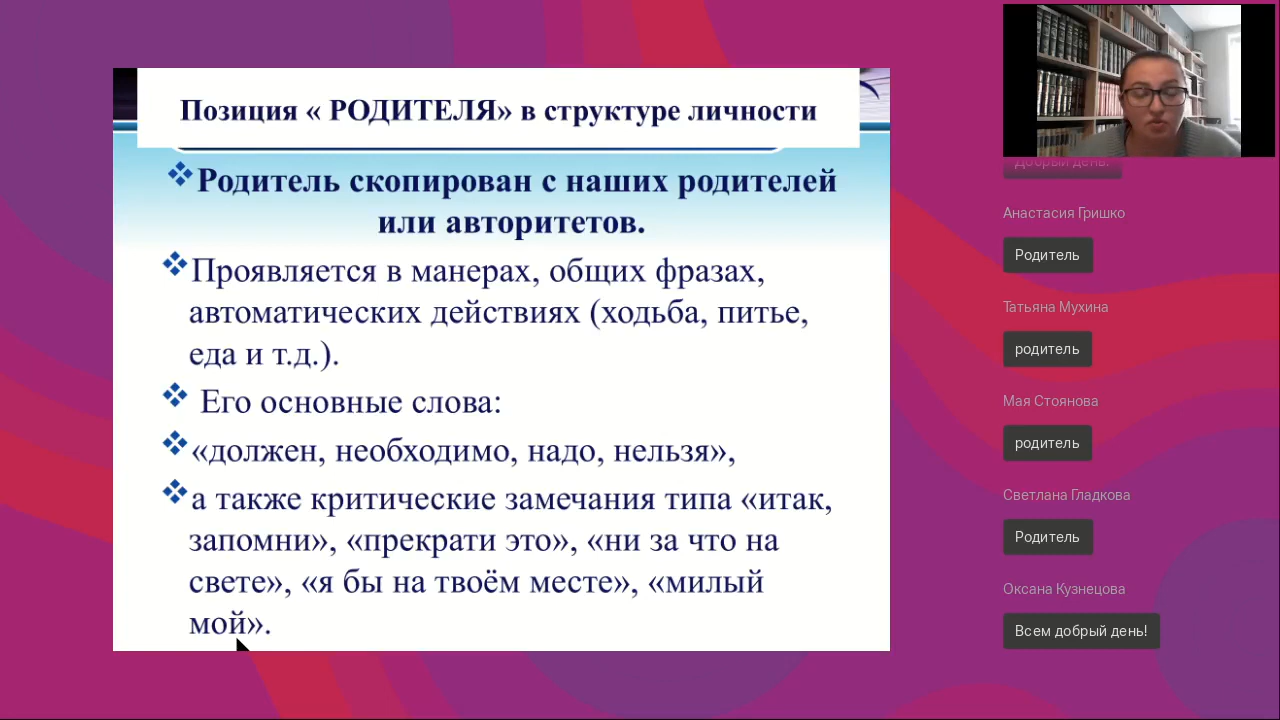 Позиция « РОДИТЕЛЯ» в структуре личности
Родитель скопирован с наших родителей
или авторитетов.
Проявляется в манерах, общих фразах,
автоматических действиях (ходьба, питье,
еда и т.д.).
Его основные слова:
«должен, необходимо, надо, нельзя»,
а также критические замечания типа «итак,
запомни», «прекрати это», «ни за что на
свете», «я бы на твоём месте», «милый
мой».
Добрый день!
Анастасия Гришко
Родитель
Татьяна Мухина
родитель
Мая Стоянова
родитель
Светлана Гладкова
Родитель
Оксана Кузнецова
Всем добрый день!